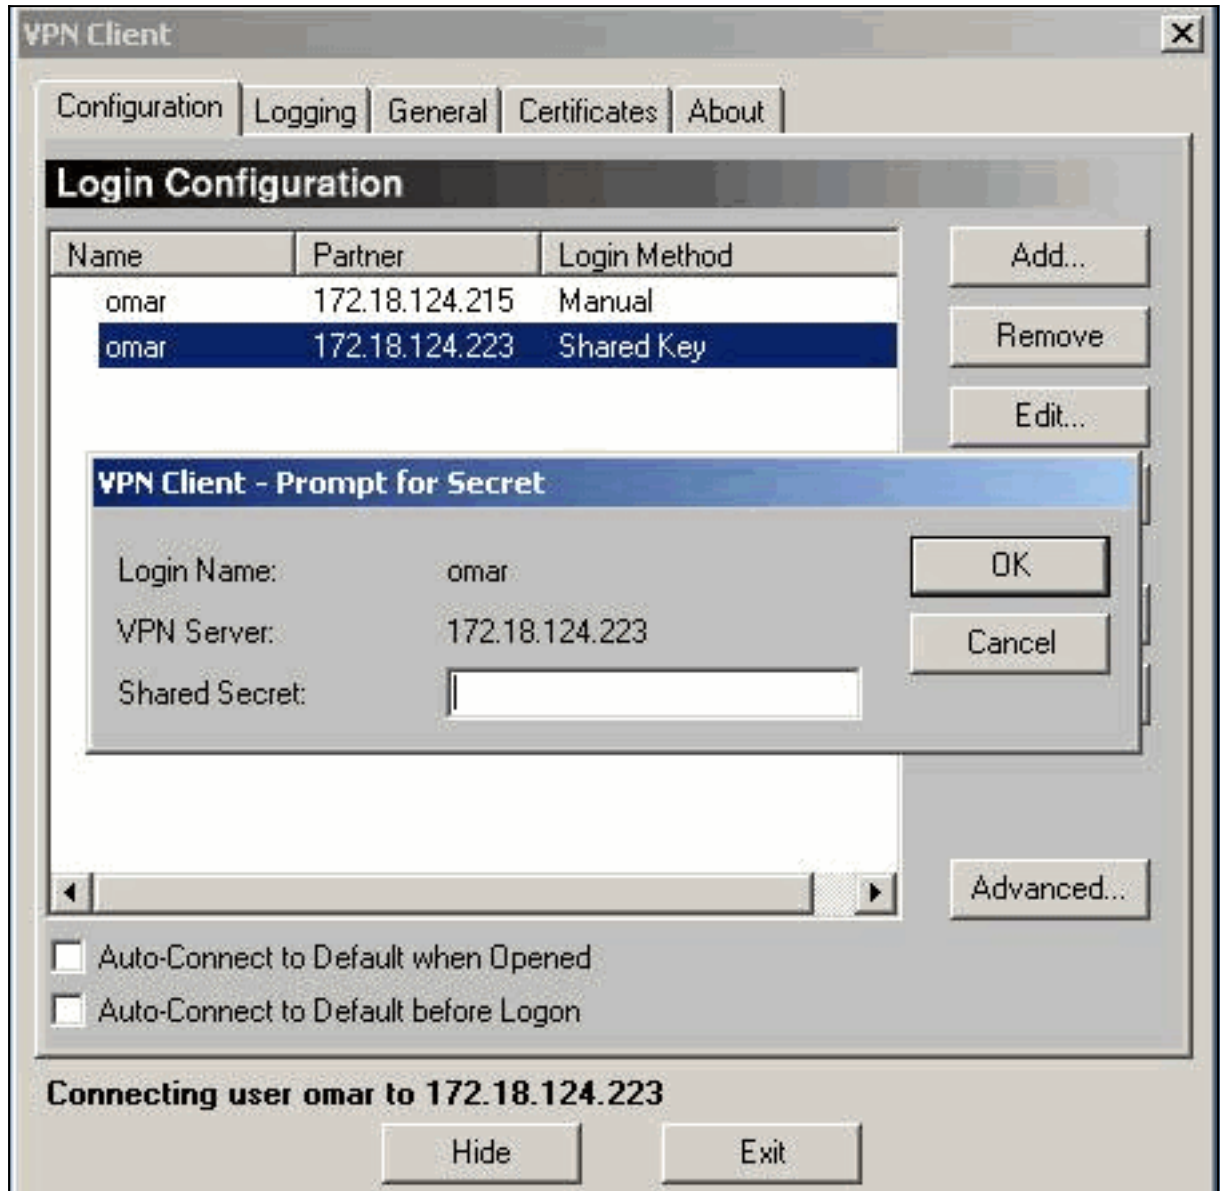 VPN Client
Configuration Logging General Certificates About
Login Configuration
Name Partner Login Method
omar 172.18.124.215 Manual
omar 172.18.124.223 Shared Key
Add...
Remove
Edit...
VPN Client - Prompt for Secret
Login Name: omar
VPN Server: 172.18.124.223
Shared Secret:
OK
Cancel
Advanced...
Auto-Connect to Default when Opened
Auto-Connect to Default before Logon
Connecting user omar to 172.18.124.223
Hide Exit